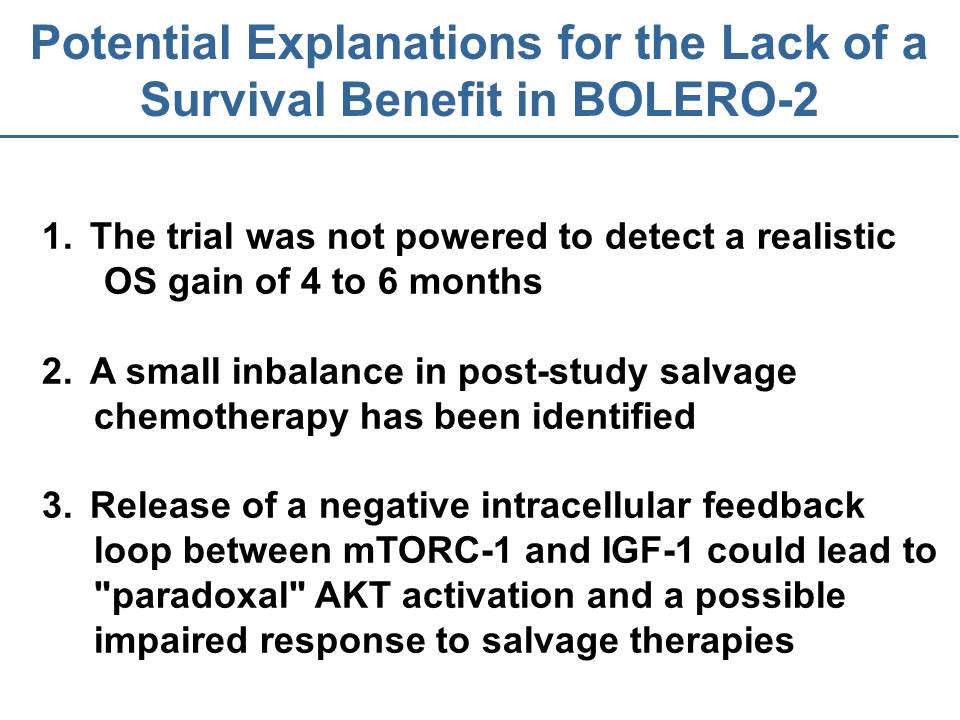 Potential Explanations for the Lack of a
Survival Benefit in BOLERO-2
1. The trial was not powered to detect a realistic
OS gain of 4 to 6 months
2. A small inbalance in post-study salvage
chemotherapy has been identified
3. Release of a negative intracellular feedback
loop between mTORC-1 and IGF-1 could lead to
"paradoxal" AKT activation and a possible
impaired response to salvage therapies